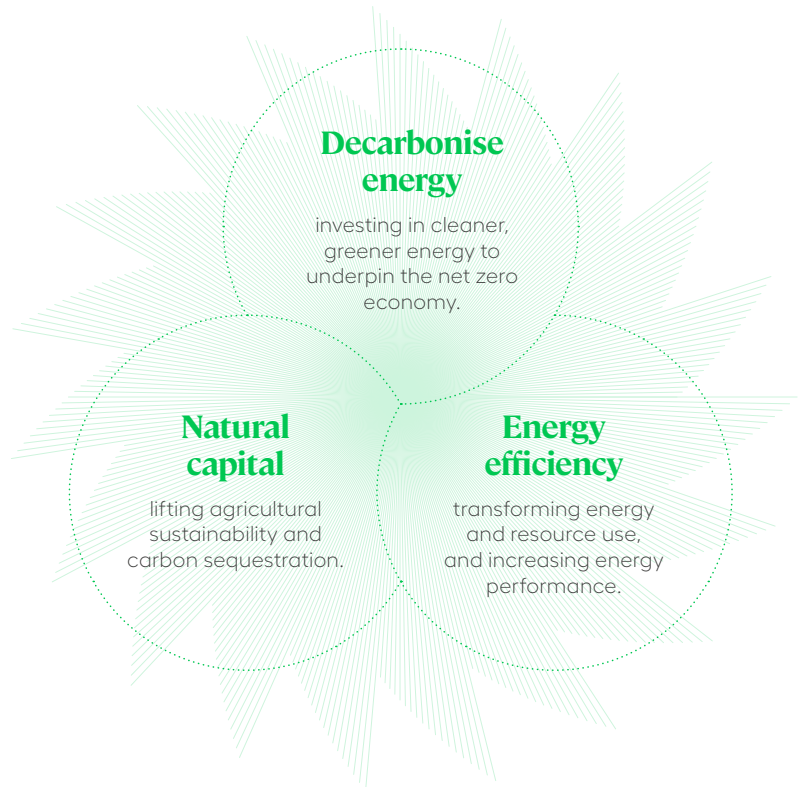 Decarbonise
energy
investing in cleaner,
greener energy to
underpin the net zero
economy.
Natural
capital
lifting agricultural
sustainability and
carbon sequestration.
Energy
efficiency
transforming energy
and resource use,
and increasing energy
performance.